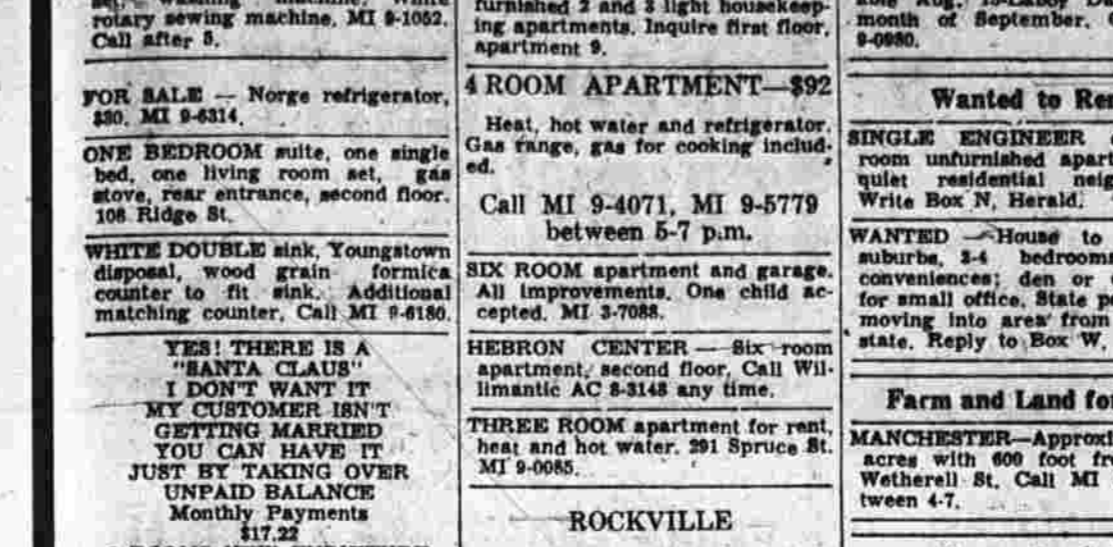 rotary sewing machine, MI 9-1052.
Call after 5.
FOR SALE — Norge refrigerator,
$30. MI 9-6314.
ONE BEDROOM suite, one single
bed, one living room set, gas
stove, rear entrance, second floor.
108 Ridge St.
WHITE DOUBLE sink, Youngstown
disposal, wood grain formica
counter to fit sink. Additional
matching counter. Call MI 9-6180.
YES! THERE IS A
"SANTA CLAUS"
I DON'T WANT IT
MY CUSTOMER ISN'T
GETTING MARRIED
YOU CAN HAVE IT
JUST BY TAKING OVER
UNPAID BALANCE
Monthly Payments
$17.22
furnished 2 and 3 light housekeep-
ing apartments. Inquire first floor,
apartment 9.
4 ROOM APARTMENT—$92
Heat, hot water and refrigerator.
Gas range, gas for cooking includ-
ed.
Call MI 9-4071, MI 9-5779
between 5-7 p.m.
SIX ROOM apartment and garage.
All improvements. One child ac-
cepted. MI 3-7088.
HEBRON CENTER — Six room
apartment, second floor, Call Wil-
limantic AC 8-3148 any time.
THREE ROOM apartment for rent,
heat and hot water. 291 Spruce St.
MI 9-0085.
ROCKVILLE
month of September.
9-0980.
Wanted to Re
SINGLE ENGINEER
room unfurnished apar
quiet residential neig
Write Box N, Herald.
WANTED — House to
suburbs, 3-4 bedrooms
conveniences; den or
for small office. State p
moving into area from
state. Reply to Box W,
Farm and Land fo
MANCHESTER—Approxi
acres with 600 foot fr
Wetherell St. Call MI
tween 4-7.